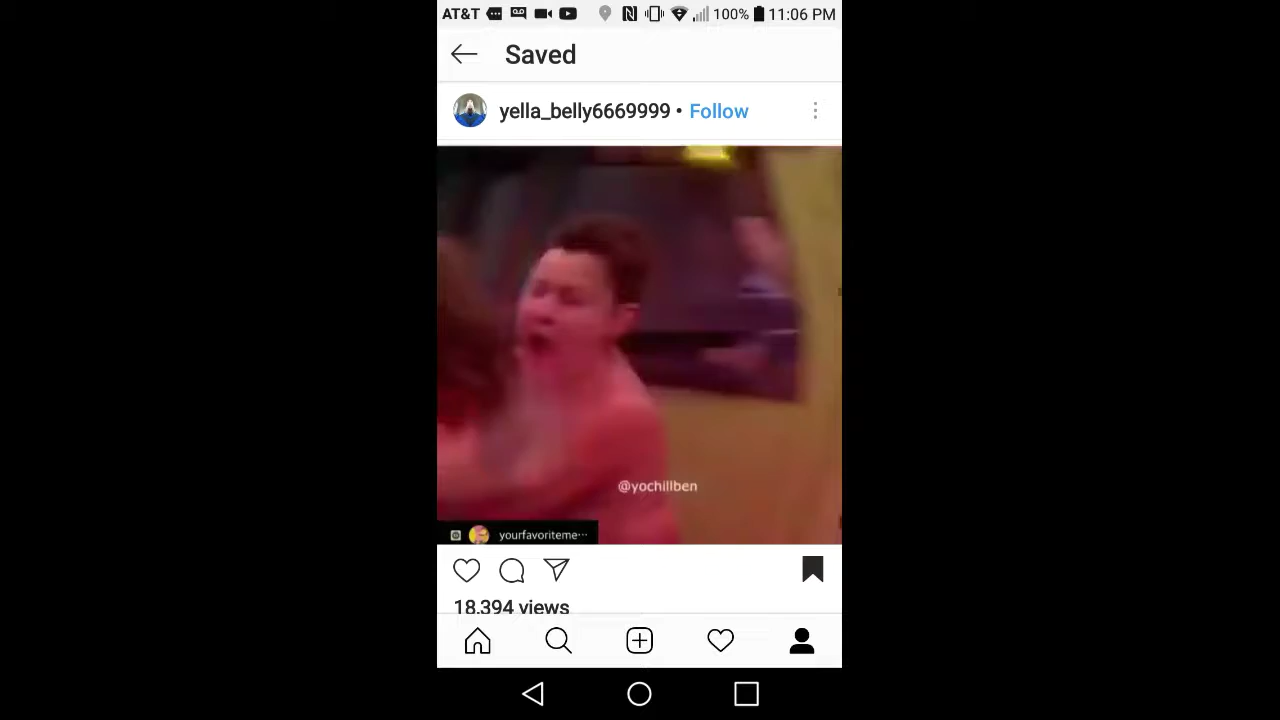 AT&T 100% 11:06 PM
Saved
yella_belly6669999 • Follow
@yochillben
yourfavoriteme···
18,394 views